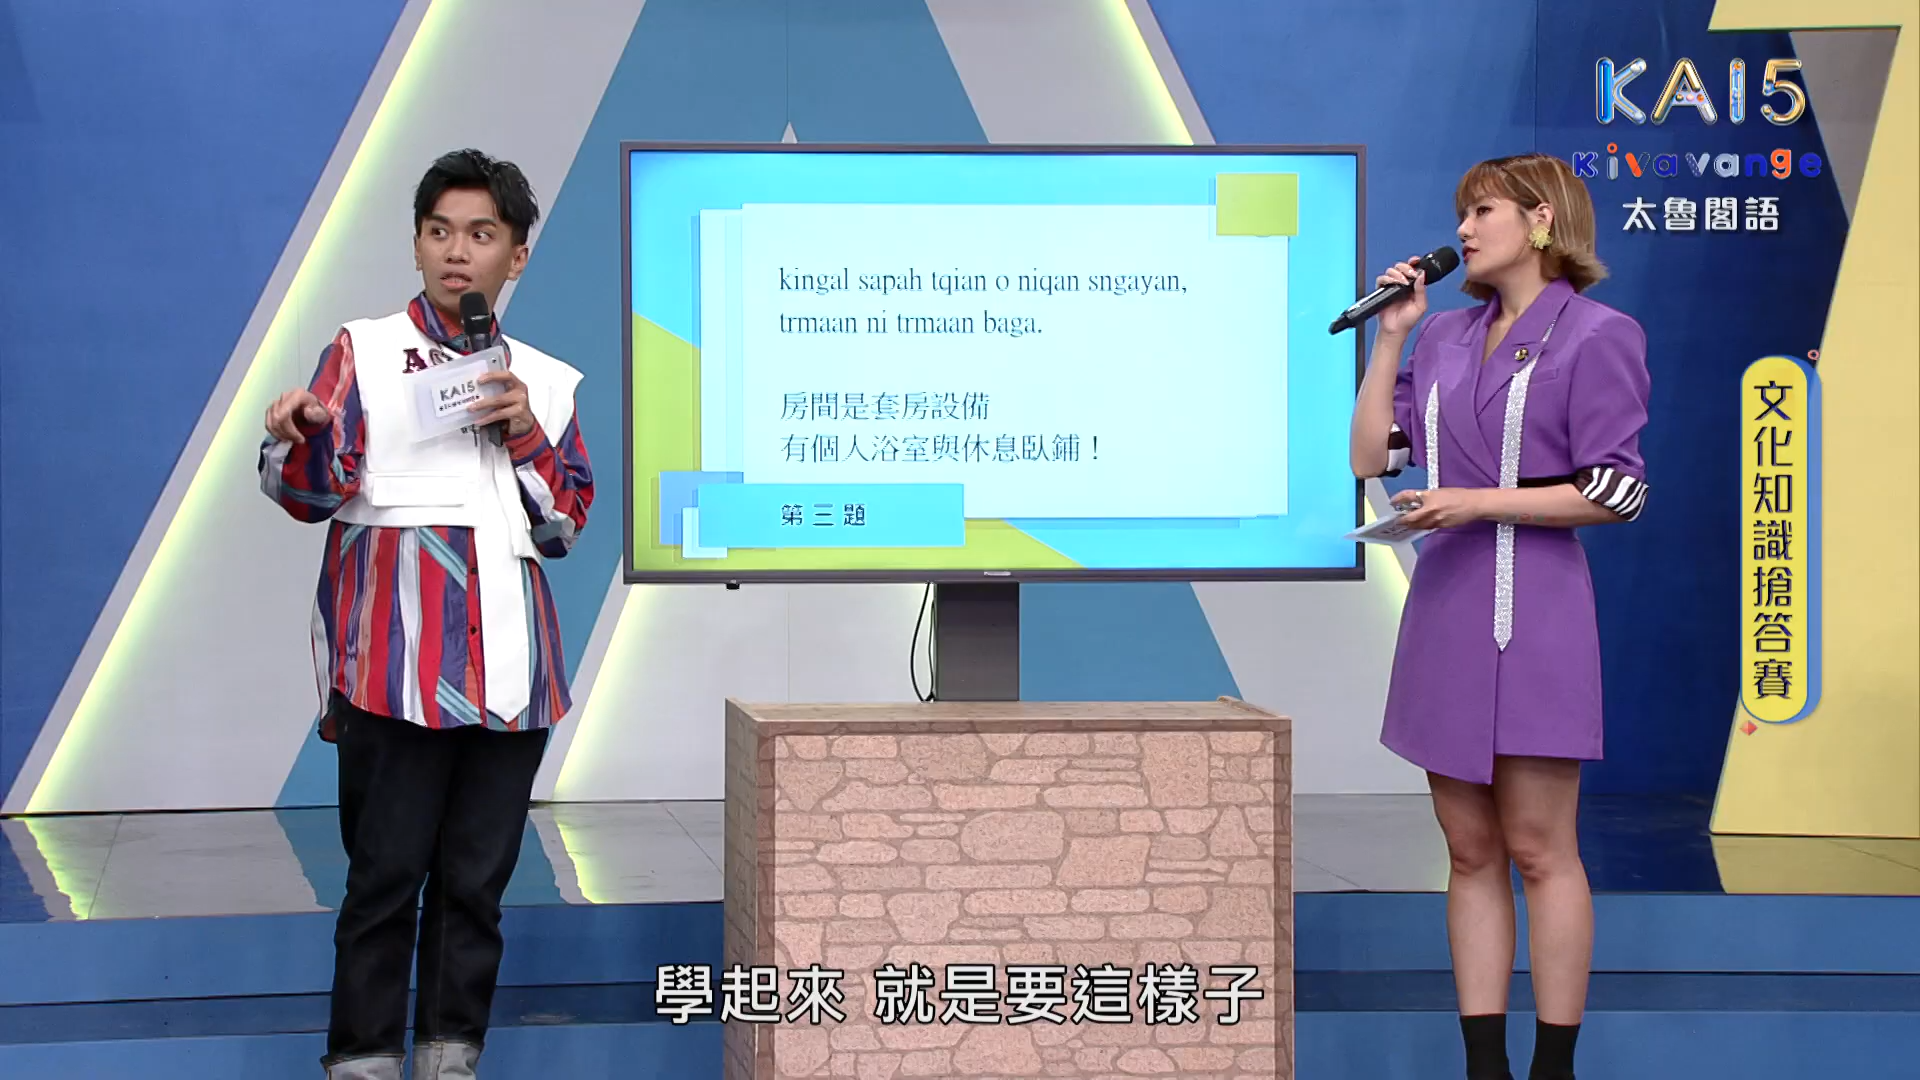 KAI5
kivavange
太魯閣語
kingal sapah tqian o niqan sngayan,
trmaan ni trmaan baga.
房間是套房設備
有個人浴室與休息臥鋪！
第三題
KAI5
kivavange
文化知識搶答賽
學起來 就是要這樣子